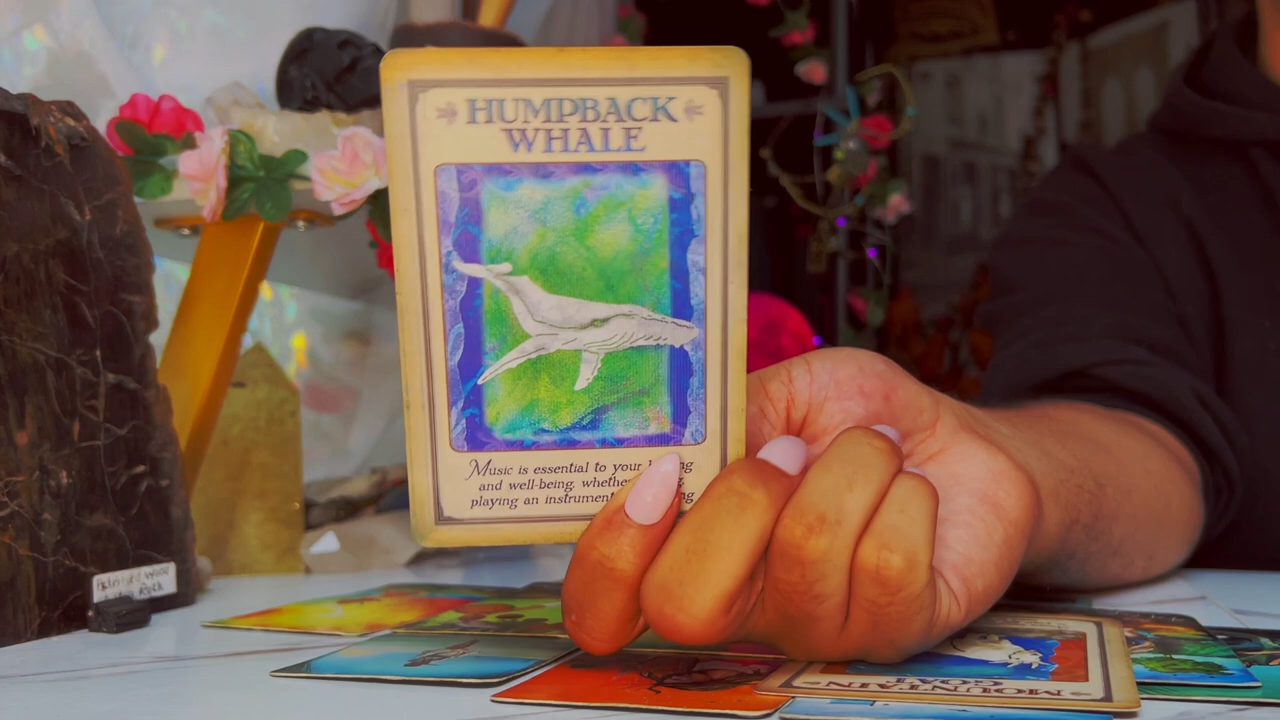 HUMPBACK
WHALE
Music is essential to your
and well-being, whether
playing an instrument
MOUNTAIN
GOAT